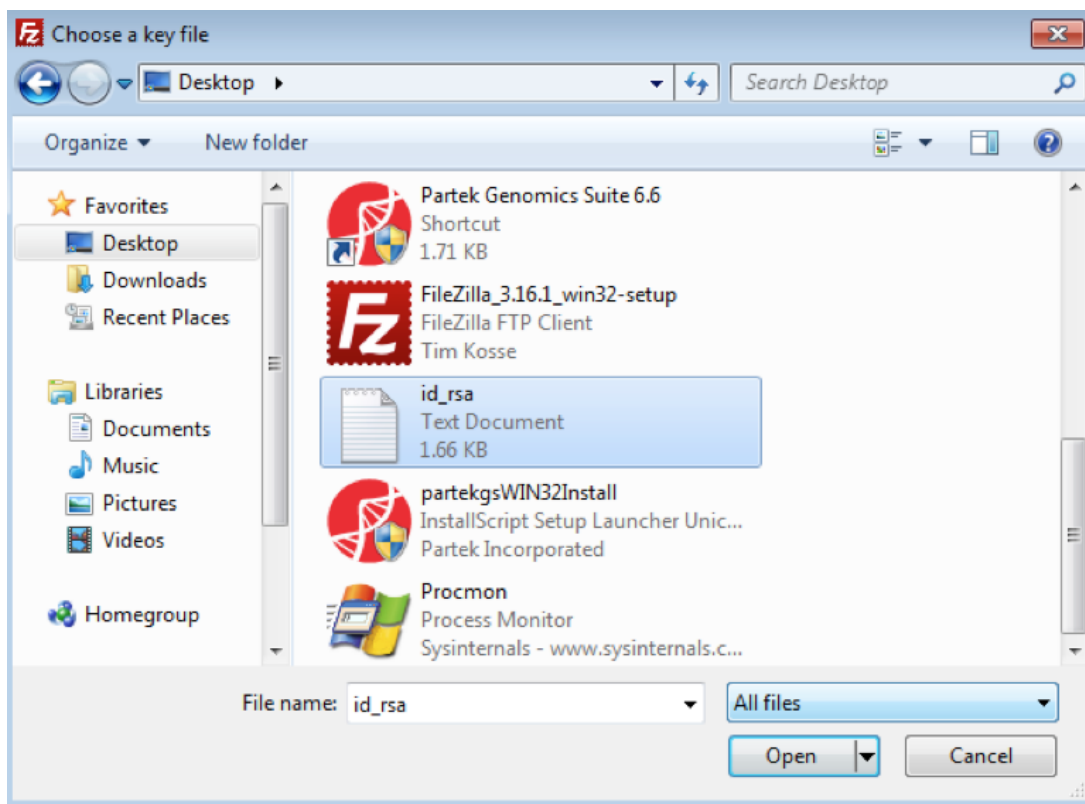 Fz Choose a key file
Desktop
Search Desktop
Organize
New folder
Favorites
Desktop
Downloads
Recent Places
Libraries
Documents
Music
Pictures
Videos
Homegroup
Partek Genomics Suite 6.6
Shortcut
1.71 KB
Fz
FileZilla_3.16.1_win32-setup
FileZilla FTP Client
Tim Kosse
id_rsa
Text Document
1.66 KB
partekgsWIN32Install
InstallScript Setup Launcher Unic...
Partek Incorporated
Procmon
Process Monitor
Sysinternals - www.sysinternals.c...
File name: id_rsa
All files
Open
Cancel